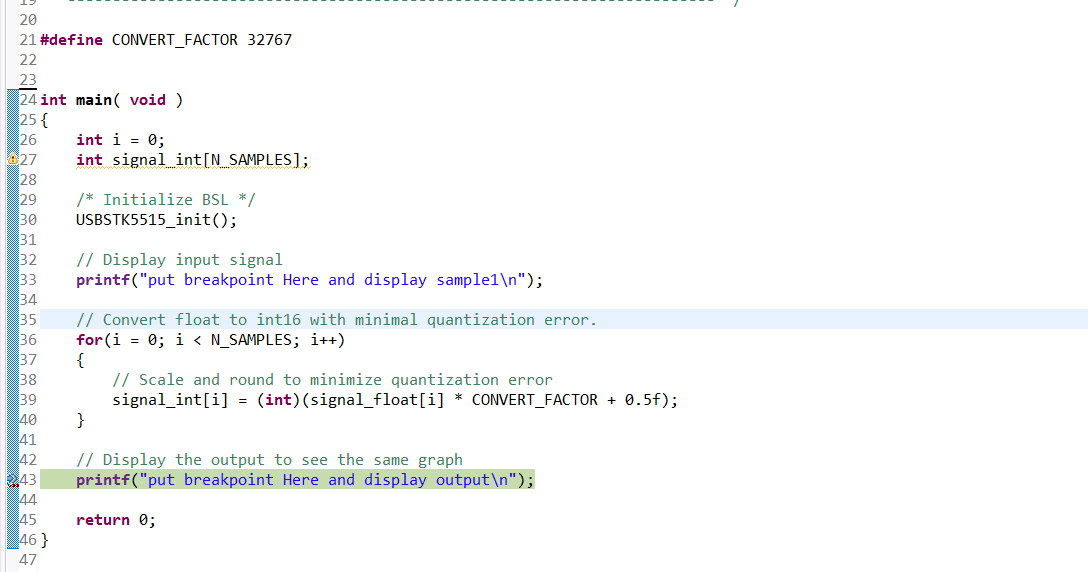 19 ------------------------------------------------------------------------ */
20
21 #define CONVERT_FACTOR 32767
22
23
24 int main( void )
25 {
26     int i = 0;
27     int signal_int[N_SAMPLES];
28
29     /* Initialize BSL */
30     USBSTK5515_init();
31
32     // Display input signal
33     printf("put breakpoint Here and display sample1\n");
34
35     // Convert float to int16 with minimal quantization error.
36     for(i = 0; i < N_SAMPLES; i++)
37     {
38         // Scale and round to minimize quantization error
39         signal_int[i] = (int)(signal_float[i] * CONVERT_FACTOR + 0.5f);
40     }
41
42     // Display the output to see the same graph
43     printf("put breakpoint Here and display output\n");
44
45     return 0;
46 }
47